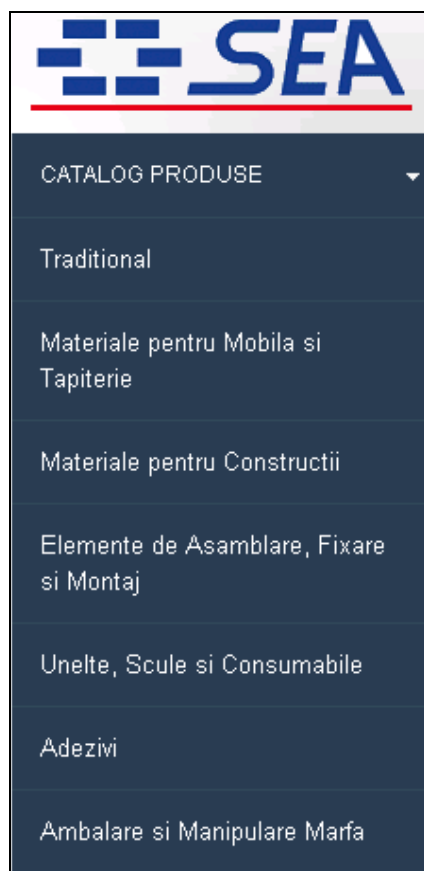 SEA
CATALOG PRODUSE
Traditional
Materiale pentru Mobila si
Tapiterie
Materiale pentru Constructii
Elemente de Asamblare, Fixare
si Montaj
Unelte, Scule si Consumabile
Adezivi
Ambalare si Manipulare Marfa